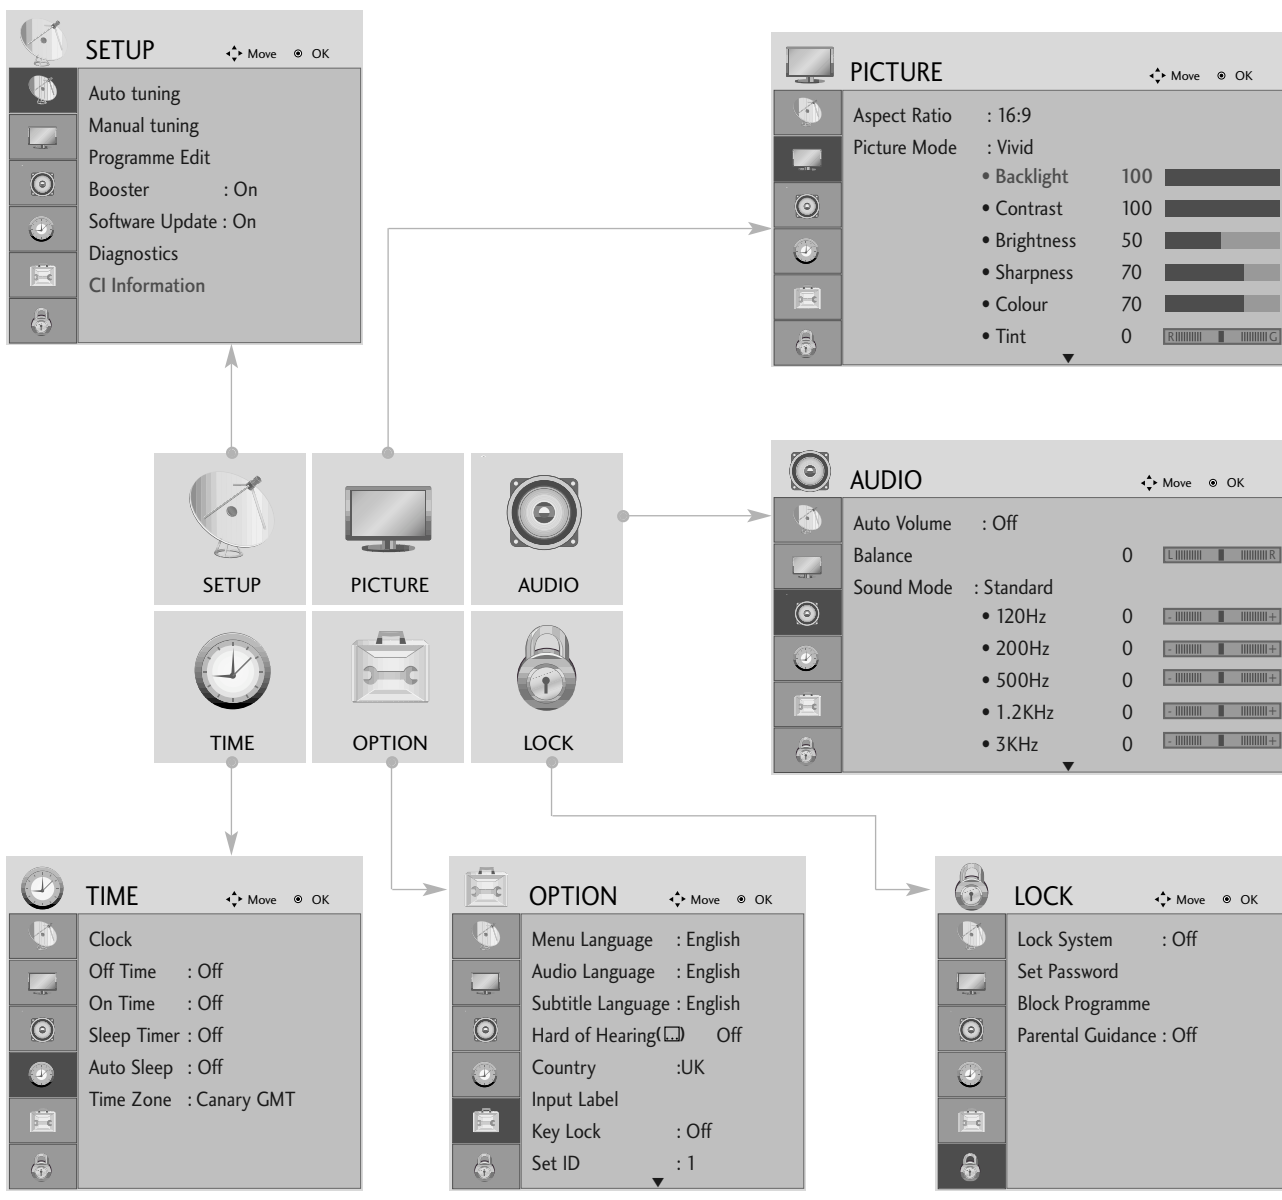 SETUP Move OK
Auto tuning
Manual tuning
Programme Edit
Booster : On
Software Update : On
Diagnostics
CI Information
PICTURE Move OK
Aspect Ratio : 16:9
Picture Mode : Vivid
• Backlight 100
• Contrast 100
• Brightness 50
• Sharpness 70
• Colour 70
• Tint 0 R G
SETUP
PICTURE
AUDIO
TIME
OPTION
LOCK
AUDIO Move OK
Auto Volume : Off
Balance 0 L R
Sound Mode : Standard
• 120Hz 0 - +
• 200Hz 0 - +
• 500Hz 0 - +
• 1.2KHz 0 - +
• 3KHz 0 - +
TIME Move OK
Clock
Off Time : Off
On Time : Off
Sleep Timer : Off
Auto Sleep : Off
Time Zone : Canary GMT
OPTION Move OK
Menu Language : English
Audio Language : English
Subtitle Language : English
Hard of Hearing( ) Off
Country :UK
Input Label
Key Lock : Off
Set ID : 1
LOCK Move OK
Lock System : Off
Set Password
Block Programme
Parental Guidance : Off